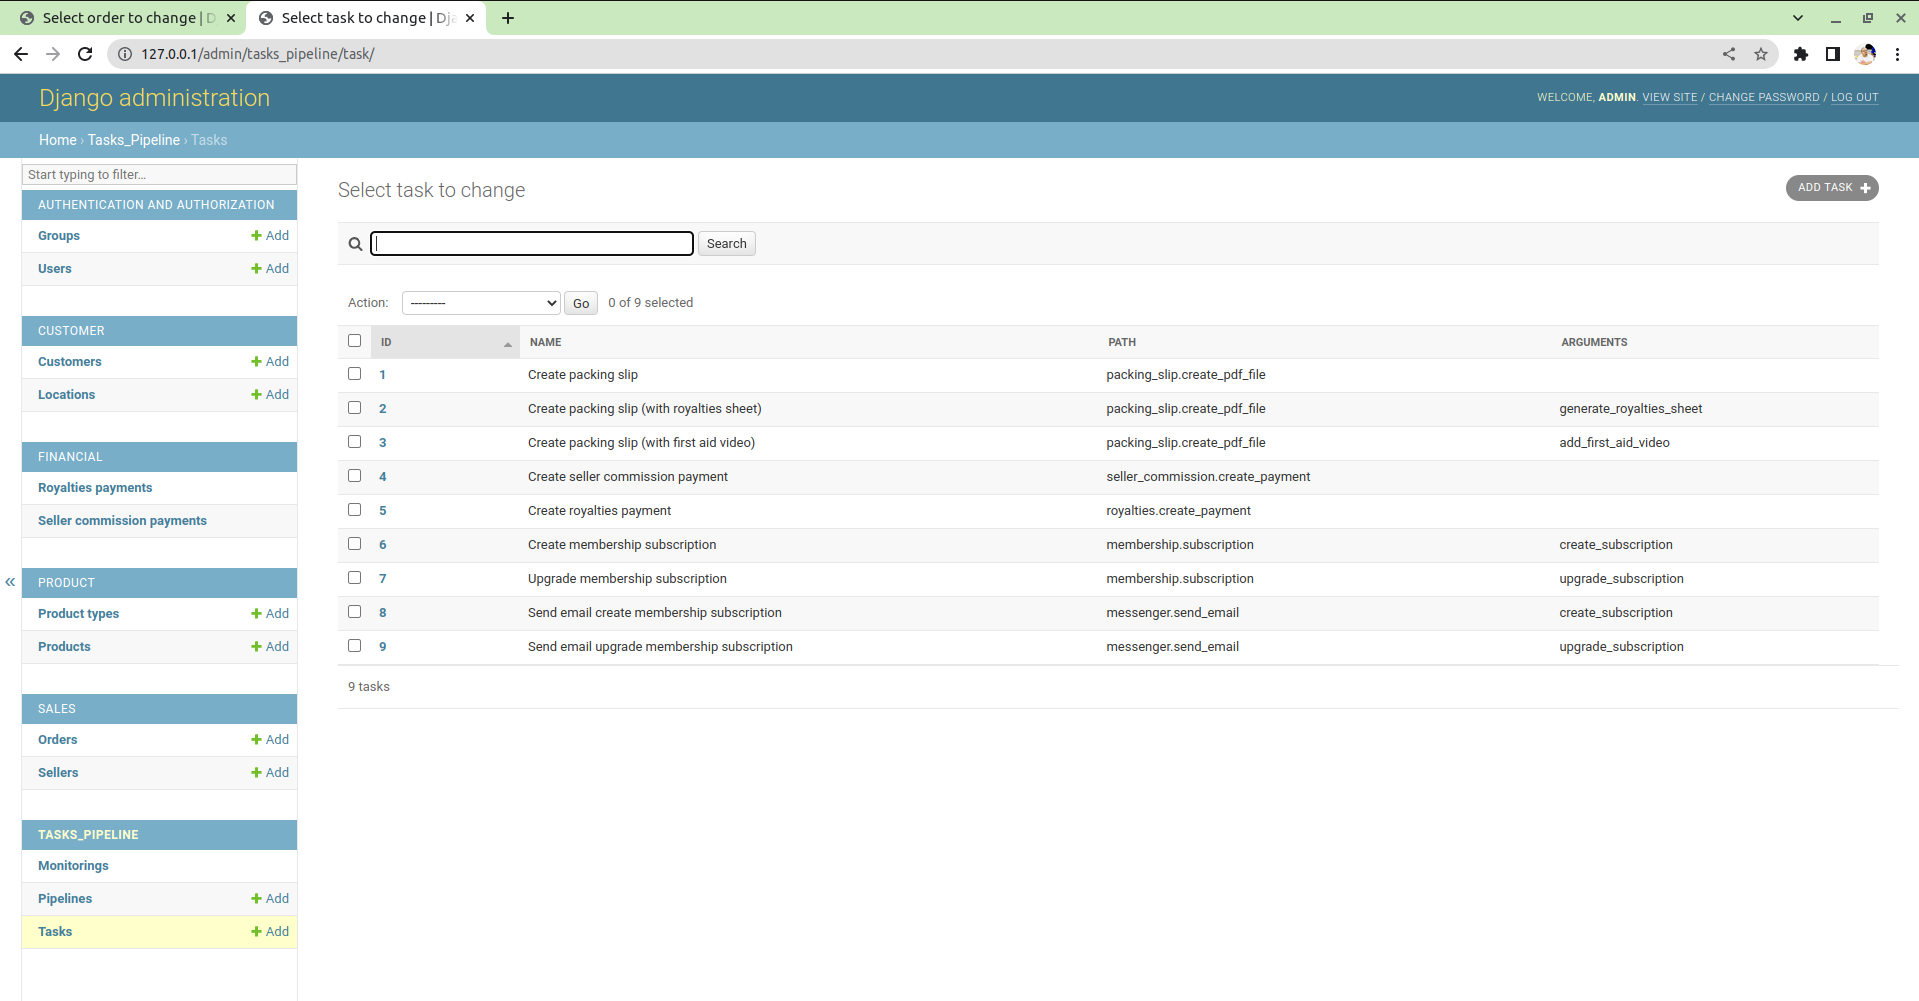 Select order to change | D
Select task to change | Dja
127.0.0.1/admin/tasks_pipeline/task/
Django administration
WELCOME, ADMIN. VIEW SITE / CHANGE PASSWORD / LOG OUT
Home › Tasks_Pipeline › Tasks
Start typing to filter...
AUTHENTICATION AND AUTHORIZATION
Groups + Add
Users + Add
CUSTOMER
Customers + Add
Locations + Add
FINANCIAL
Royalties payments
Seller commission payments
«
PRODUCT
Product types + Add
Products + Add
SALES
Orders + Add
Sellers + Add
TASKS_PIPELINE
Monitorings
Pipelines + Add
Tasks + Add
Select task to change
ADD TASK +
Search
Action: --------- Go 0 of 9 selected
ID NAME PATH ARGUMENTS
1 Create packing slip packing_slip.create_pdf_file
2 Create packing slip (with royalties sheet) packing_slip.create_pdf_file generate_royalties_sheet
3 Create packing slip (with first aid video) packing_slip.create_pdf_file add_first_aid_video
4 Create seller commission payment seller_commission.create_payment
5 Create royalties payment royalties.create_payment
6 Create membership subscription membership.subscription create_subscription
7 Upgrade membership subscription membership.subscription upgrade_subscription
8 Send email create membership subscription messenger.send_email create_subscription
9 Send email upgrade membership subscription messenger.send_email upgrade_subscription
9 tasks